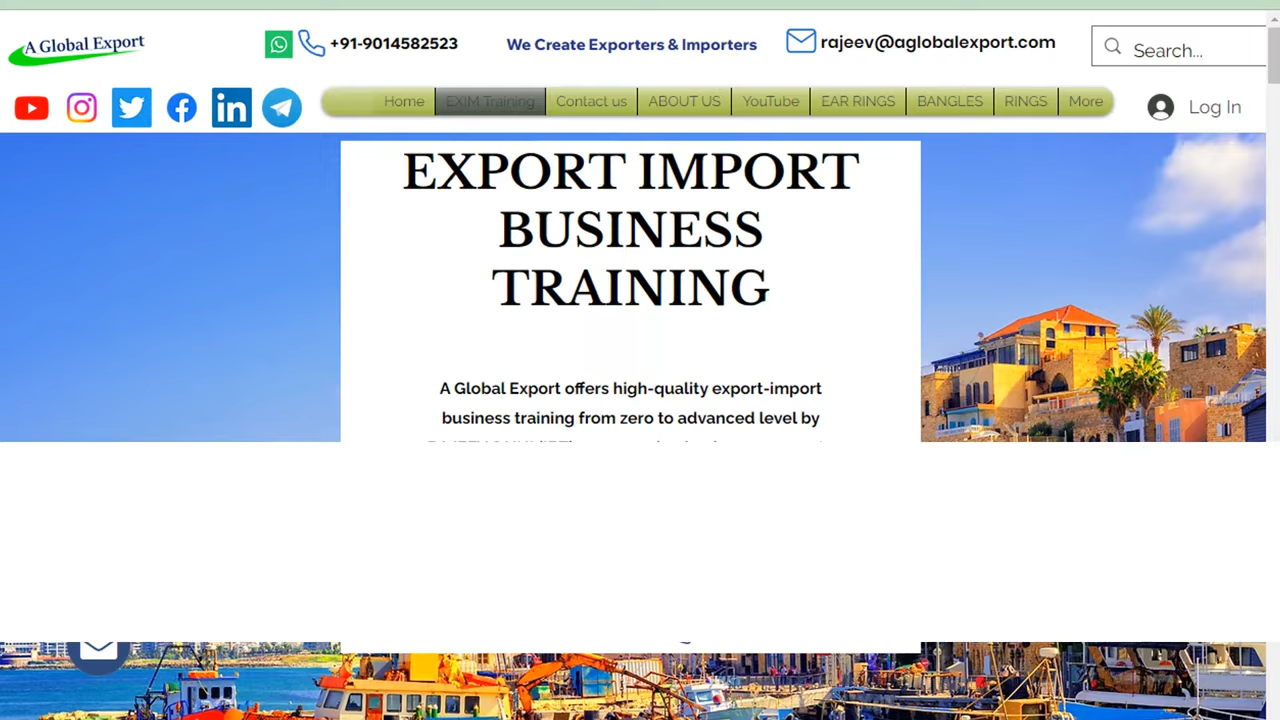 A Global Export
+91-9014582523
We Create Exporters & Importers
rajeev@aglobalexport.com
Search...
Home
EXIM Training
Contact us
ABOUT US
YouTube
EAR RINGS
BANGLES
RINGS
More
Log In
EXPORT IMPORT
BUSINESS
TRAINING
A Global Export offers high-quality export-import
business training from zero to advanced level by